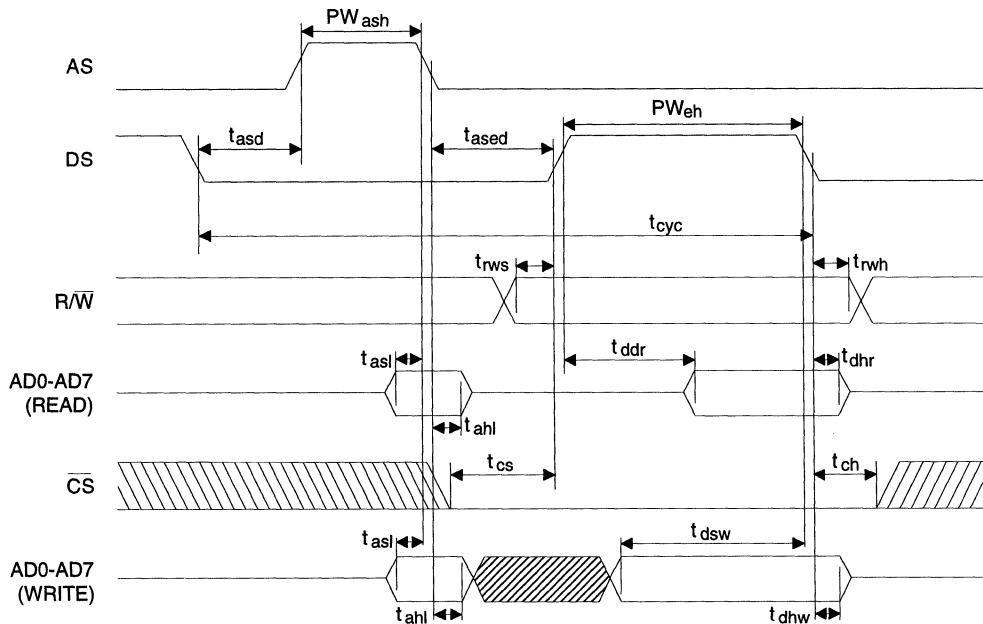 PWash
AS
PWeh
tasd
tased
DS
tcyc
trws
trwh
R/W̅
tasl
tddr
tdhr
AD0-AD7
(READ)
tahl
tcs
tch
C̅S̅
tasl
tdsw
AD0-AD7
(WRITE)
tahl
tdhw